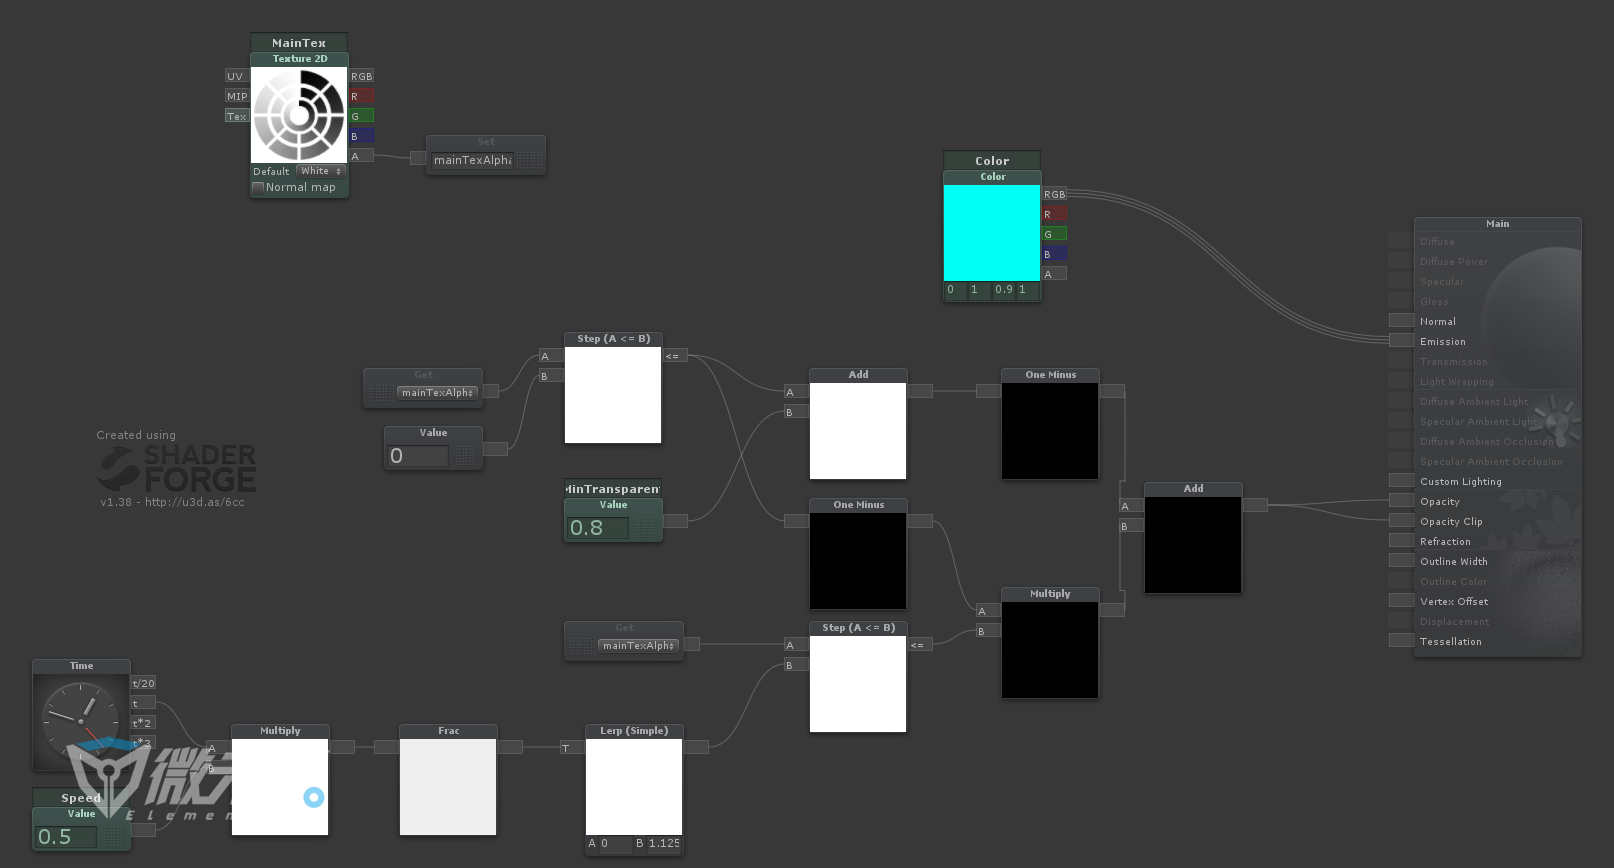 MainTex
Texture 2D
UV RGB
MIP R
Tex G
B
A
Default White
Normal map
Set
mainTexAlpha
Color
Color
RGB
R
G
B
A
0 1 0.9 1
Main
Diffuse
Diffuse Power
Specular
Gloss
Normal
Emission
Transmission
Light Wrapping
Diffuse Ambient Light
Specular Ambient Light
Diffuse Ambient Occlusion
Specular Ambient Occlusion
Custom Lighting
Opacity
Opacity Clip
Refraction
Outline Width
Outline Color
Vertex Offset
Displacement
Tessellation
Step (A <= B)
A <=
B
Get
mainTexAlph
Value
0
Add
A
B
One Minus
Created using
SHADER
FORGE
v1.38 - http://u3d.as/6cc
MinTransparen
Value
0.8
One Minus
Add
A
B
Multiply
A
B
Get
mainTexAlph
Step (A <= B)
A <=
B
Time
t/20
t
t*2
t*3
Multiply
A
B
Frac
Lerp (Simple)
T
A 0 B 1.125
Speed
Value
0.5
Elemen